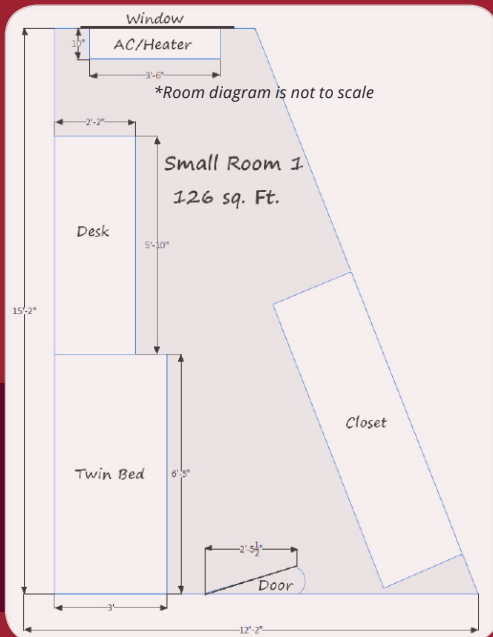 Window
10"
AC/Heater
3'-6"
*Room diagram is not to scale
2'-2"
Small Room 1
126 sq. Ft.
Desk
5'-10"
15'-2"
Closet
Twin Bed
6'-5"
2'-5½"
Door
3'
12'-2"